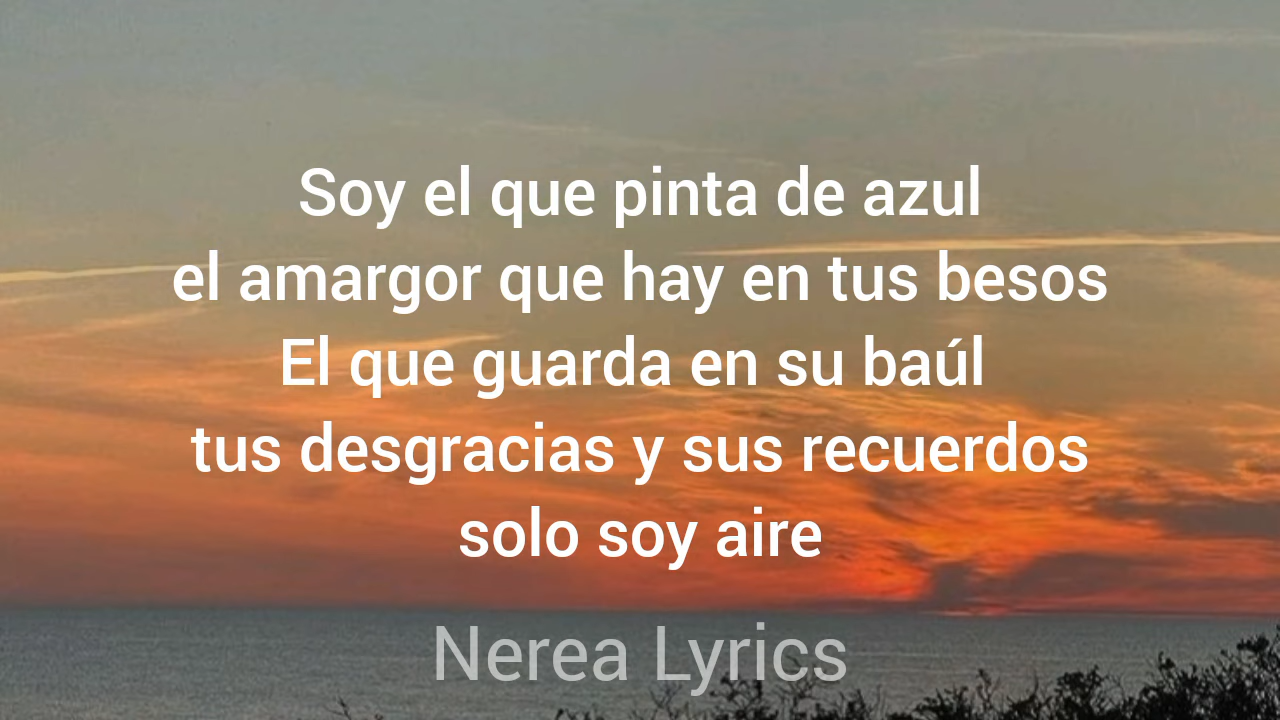 Soy el que pinta de azul
el amargor que hay en tus besos
El que guarda en su baúl
tus desgracias y sus recuerdos
solo soy aire
Nerea Lyrics